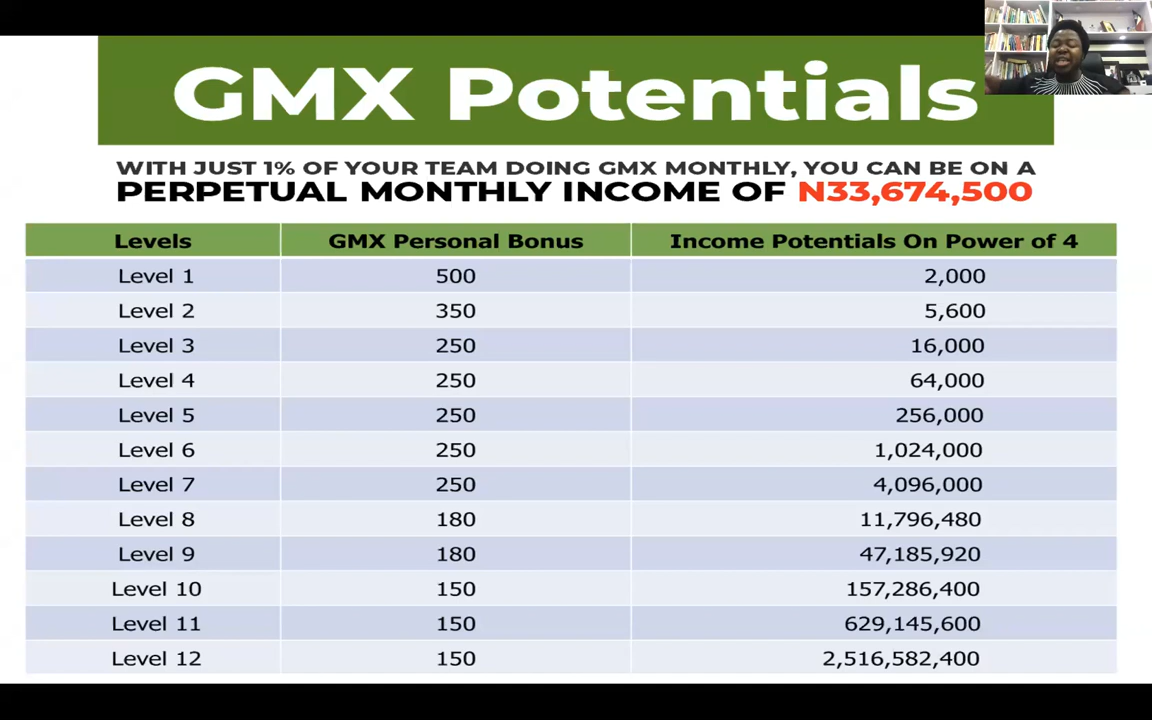 GMX Potentials
WITH JUST 1% OF YOUR TEAM DOING GMX MONTHLY, YOU CAN BE ON A
PERPETUAL MONTHLY INCOME OF N33,674,500
Levels GMX Personal Bonus Income Potentials On Power of 4
Level 1 500 2,000
Level 2 350 5,600
Level 3 250 16,000
Level 4 250 64,000
Level 5 250 256,000
Level 6 250 1,024,000
Level 7 250 4,096,000
Level 8 180 11,796,480
Level 9 180 47,185,920
Level 10 150 157,286,400
Level 11 150 629,145,600
Level 12 150 2,516,582,400